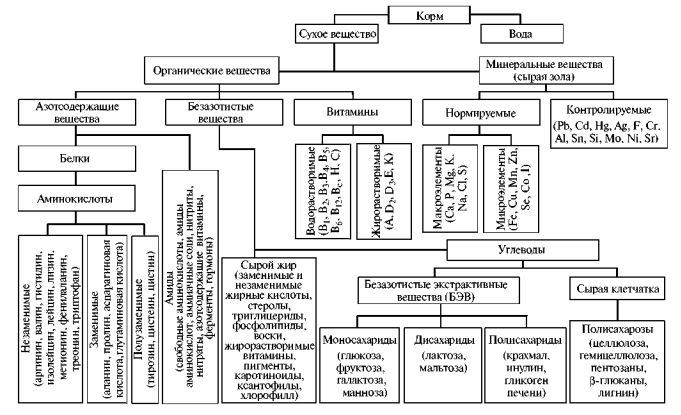 Корм
Сухое вещество
Вода
Органические вещества
Минеральные вещества
(сырая зола)
Азотсодержащие
вещества
Безазотистые
вещества
Витамины
Нормируемые
Контролируемые
(Pb, Cd, Hg, Ag, F, Cr,
Al, Sn, Si, Mo, Ni, Sr)
Белки
Аминокислоты
Водорастворимые
(B1, B2, B3, B4, B5,
B6, B12, Bc, H, C)
Жирорастворимые
(A, D2, D3, E, K)
Макроэлементы
(Ca, P, Mg, K,
Na, Cl, S)
Микроэлементы
(Fe, Cu, Mn, Zn,
Se, Co, I)
Незаменимые
(аргинин, валин, гистидин,
изолейцин, лейцин, лизин,
метионин, фенилаланин,
треонин, триптофан)
Заменимые
(аланин, пролин, аспарагиновая
кислота, глутаминовая кислота)
Полузаменимые
(тирозин, цистеин, цистин)
Амиды
(свободные аминокислоты, амиды
аминокислот, аммиачные соли, нитриты,
нитраты, азотсодержащие витамины,
ферменты, гормоны)
Сырой жир
(заменимые и
незаменимые
жирные кислоты,
стеролы,
триглицериды,
фосфолипиды,
воски,
жирорастворимые
витамины,
пигменты,
каротиноиды,
ксантофилы,
хлорофилл)
Углеводы
Безазотистые экстрактивные
вещества (БЭВ)
Сырая клетчатка
Моносахариды
(глюкоза,
фруктоза,
галактоза,
манноза)
Дисахариды
(лактоза,
мальтоза)
Полисахариды
(крахмал,
инулин,
гликоген
печени)
Полисахарозы
(целлюлоза,
гемицеллюлоза,
пентозаны,
β-глюканы,
лигнин)